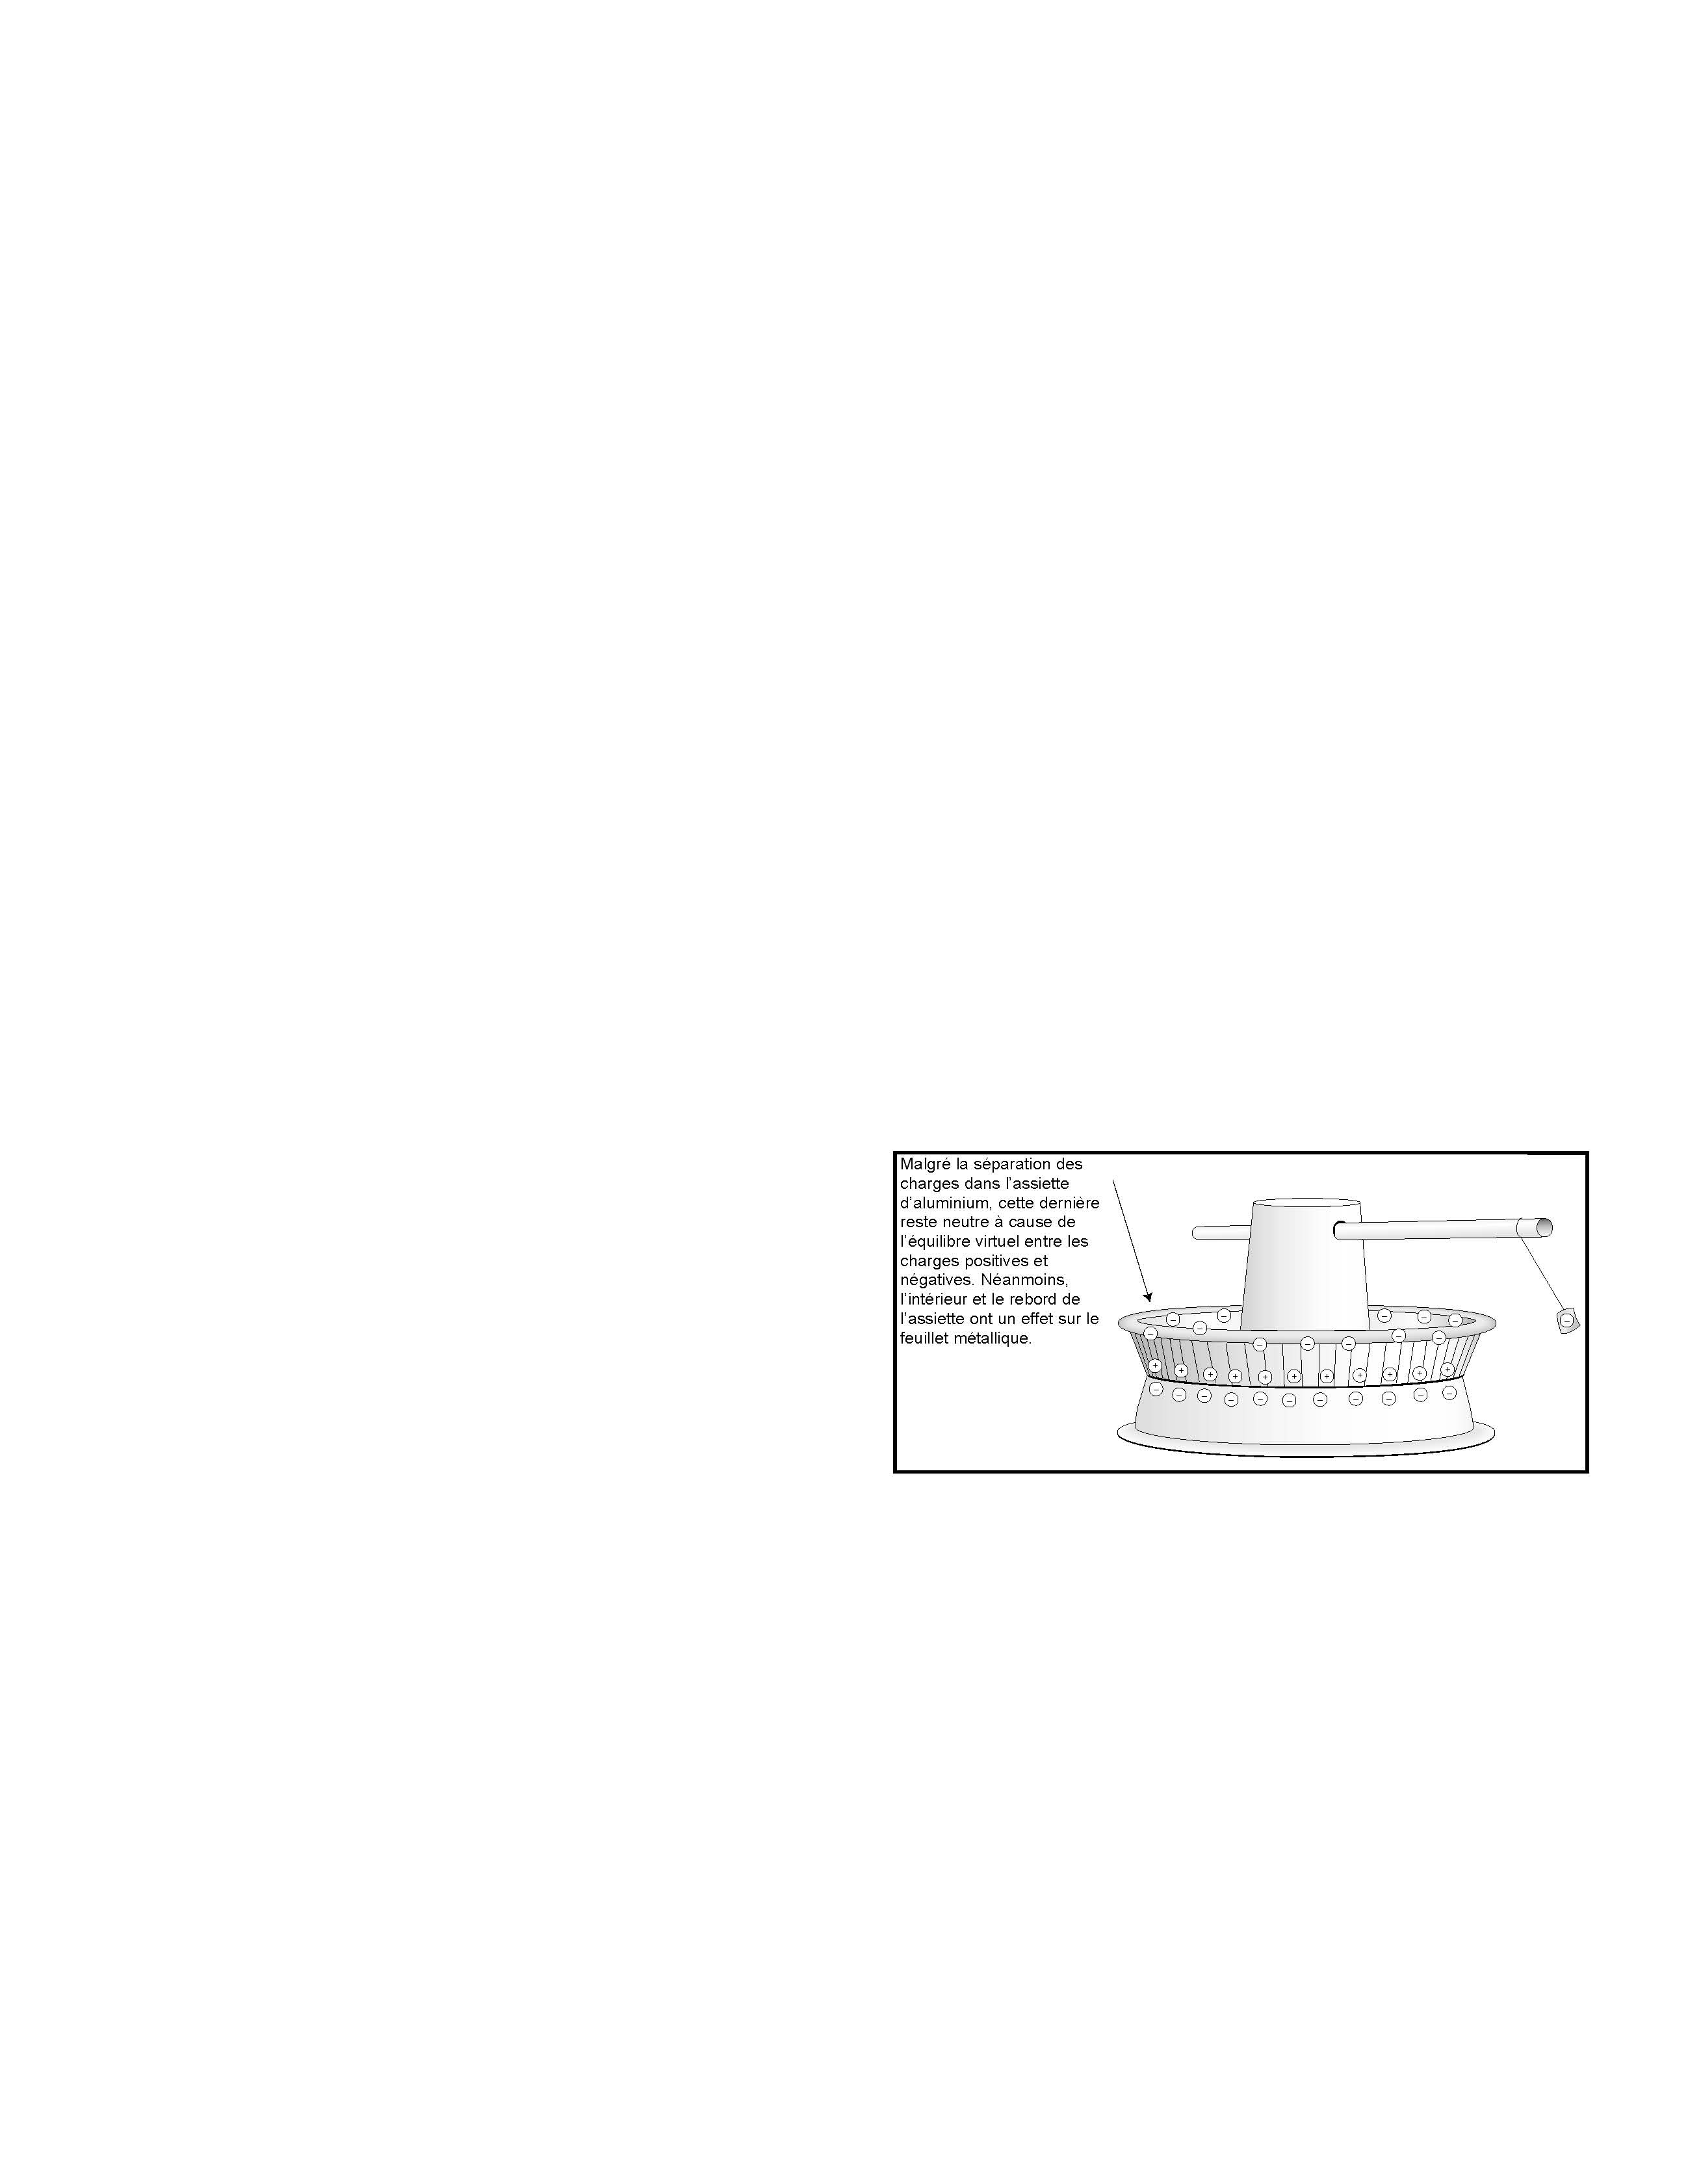 Malgré la séparation des
charges dans l'assiette
d'aluminium, cette dernière
reste neutre à cause de
l'équilibre virtuel entre les
charges positives et
négatives. Néanmoins,
l'intérieur et le rebord de
l'assiette ont un effet sur le
feuillet métallique.